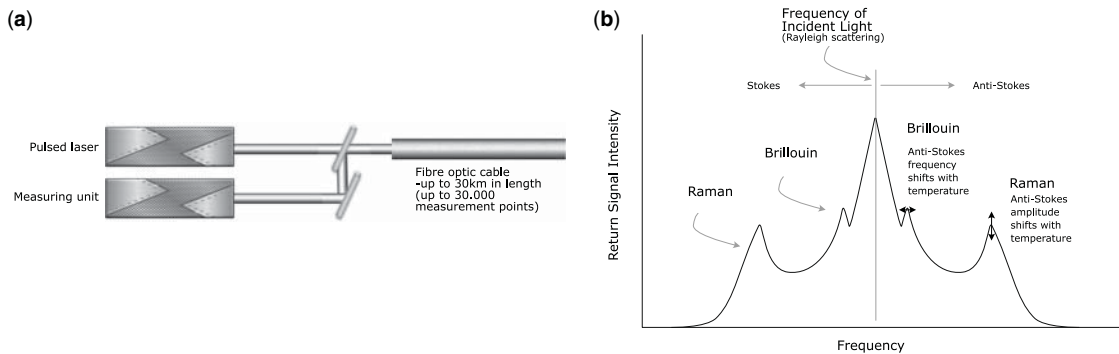 (a)
Pulsed laser
Measuring unit
Fibre optic cable
-up to 30km in length
(up to 30.000
measurement points)
(b)
Frequency of
Incident Light
(Rayleigh scattering)
Stokes
Anti-Stokes
Brillouin
Anti-Stokes
frequency
shifts with
temperature
Brillouin
Raman
Raman
Anti-Stokes
amplitude
shifts with
temperature
Return Signal Intensity
Frequency